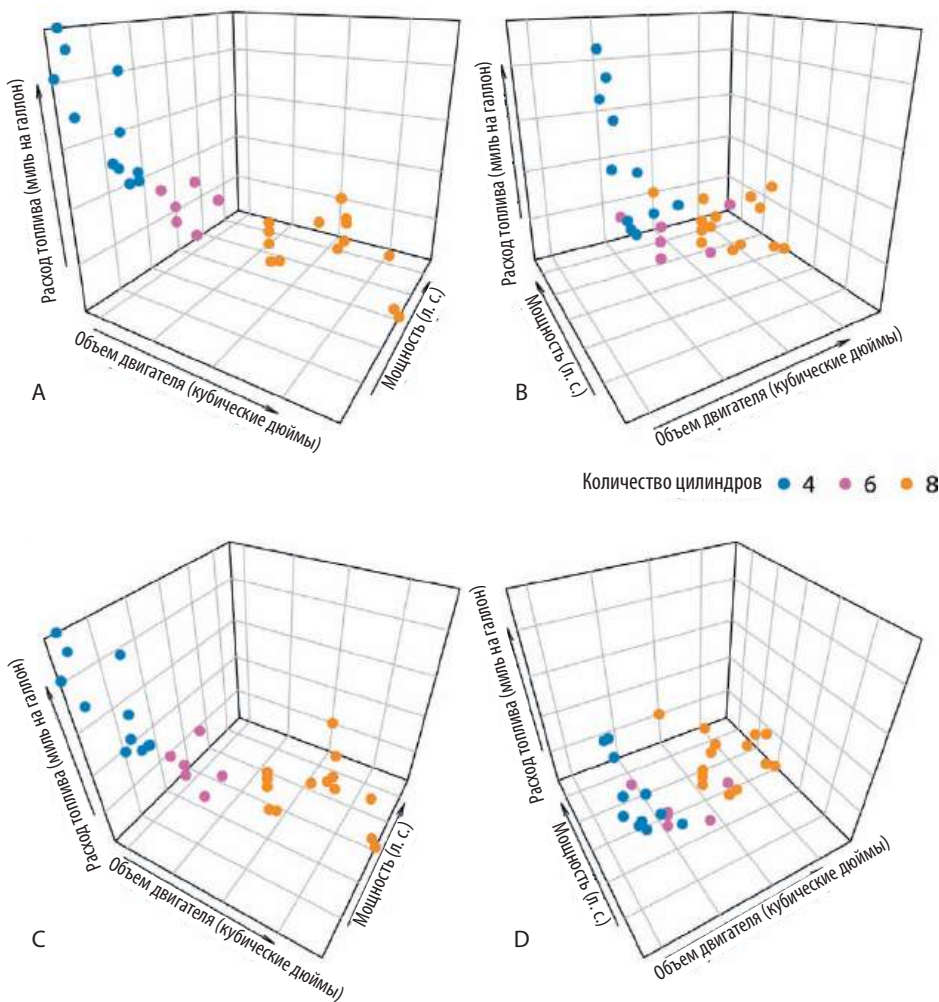 Расход топлива (миль на галлон)
Объем двигателя (кубические дюймы)
Мощность (л. с.)
A
Расход топлива (миль на галлон)
Мощность (л. с.)
Объем двигателя (кубические дюймы)
B
Количество цилиндров 4 6 8
Расход топлива (миль на галлон)
Объем двигателя (кубические дюймы)
Мощность (л. с.)
C
Расход топлива (миль на галлон)
Мощность (л. с.)
Объем двигателя (кубические дюймы)
D